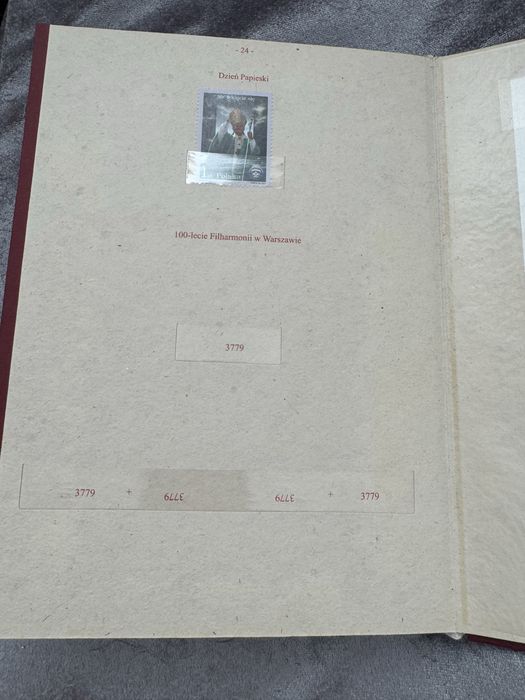 - 24 -
Dzień Papieski
Polska
100-lecie Filharmonii w Warszawie
3779
3779 + 3779 3779 + 3779